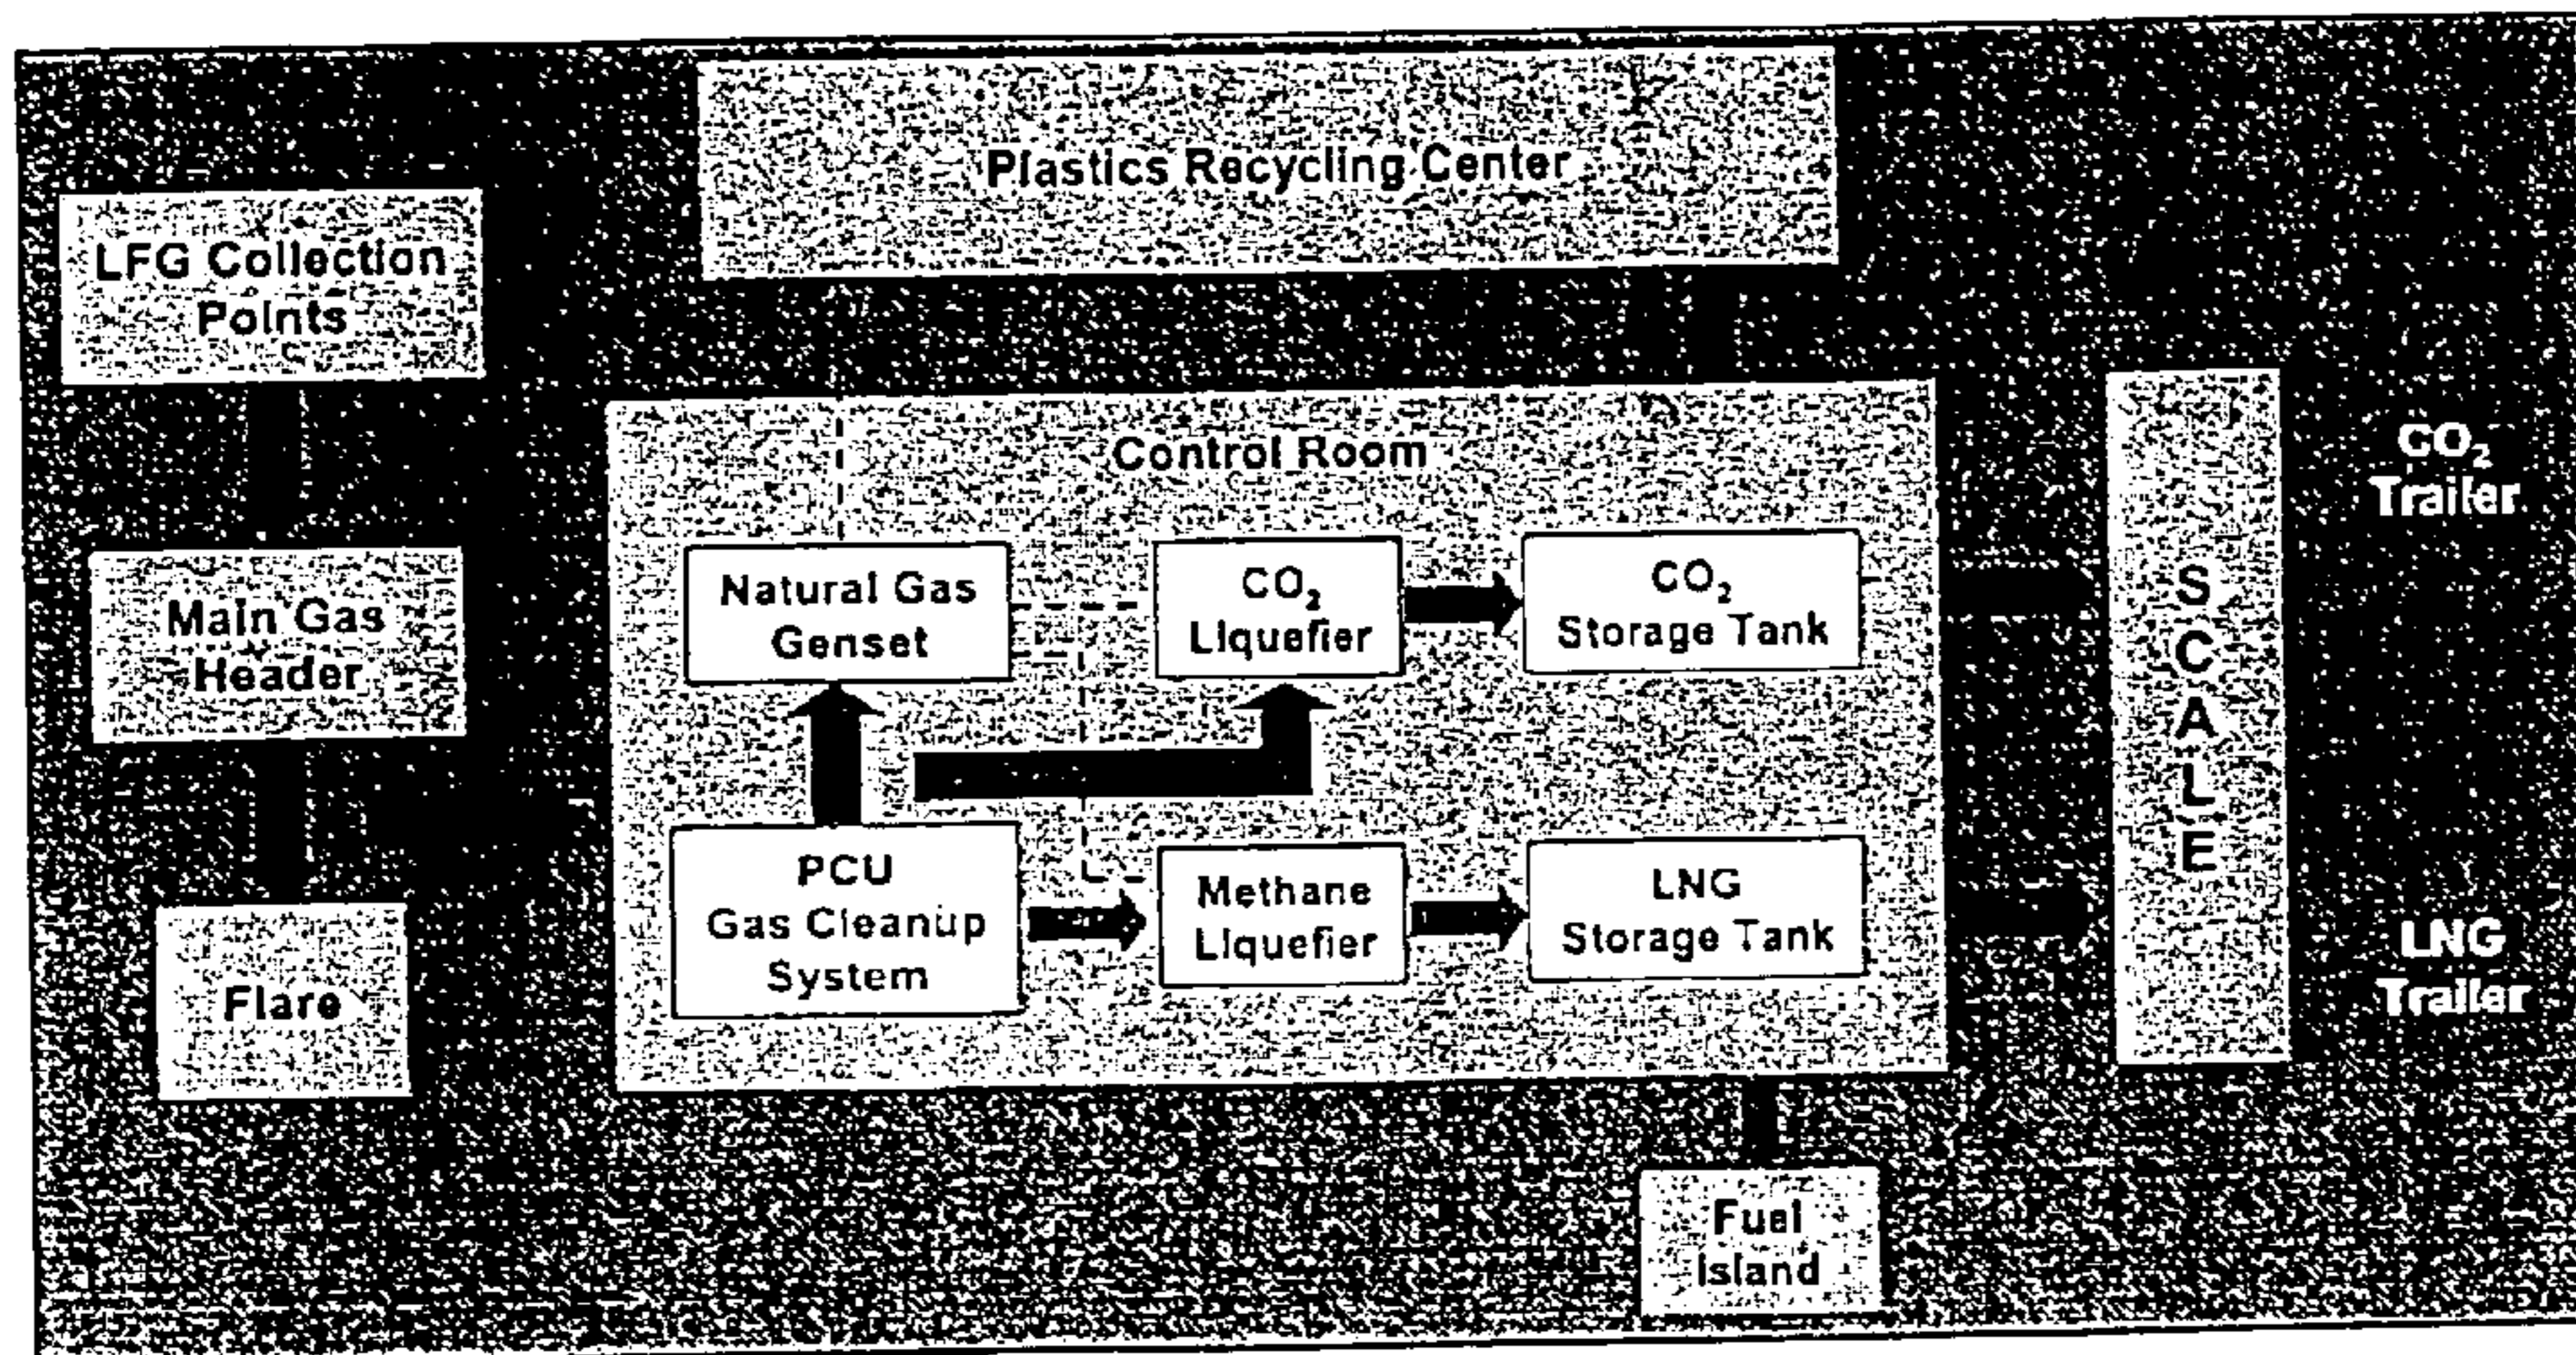 Plastics Recycling Center
LFG Collection
Points
Main Gas
Header
Flare
Control Room
Natural Gas
Genset
CO₂
Liquefier
CO₂
Storage Tank
PCU
Gas Cleanup
System
Methane
Liquefier
LNG
Storage Tank
SCALE
CO₂
Trailer
LNG
Trailer
Fuel
Island